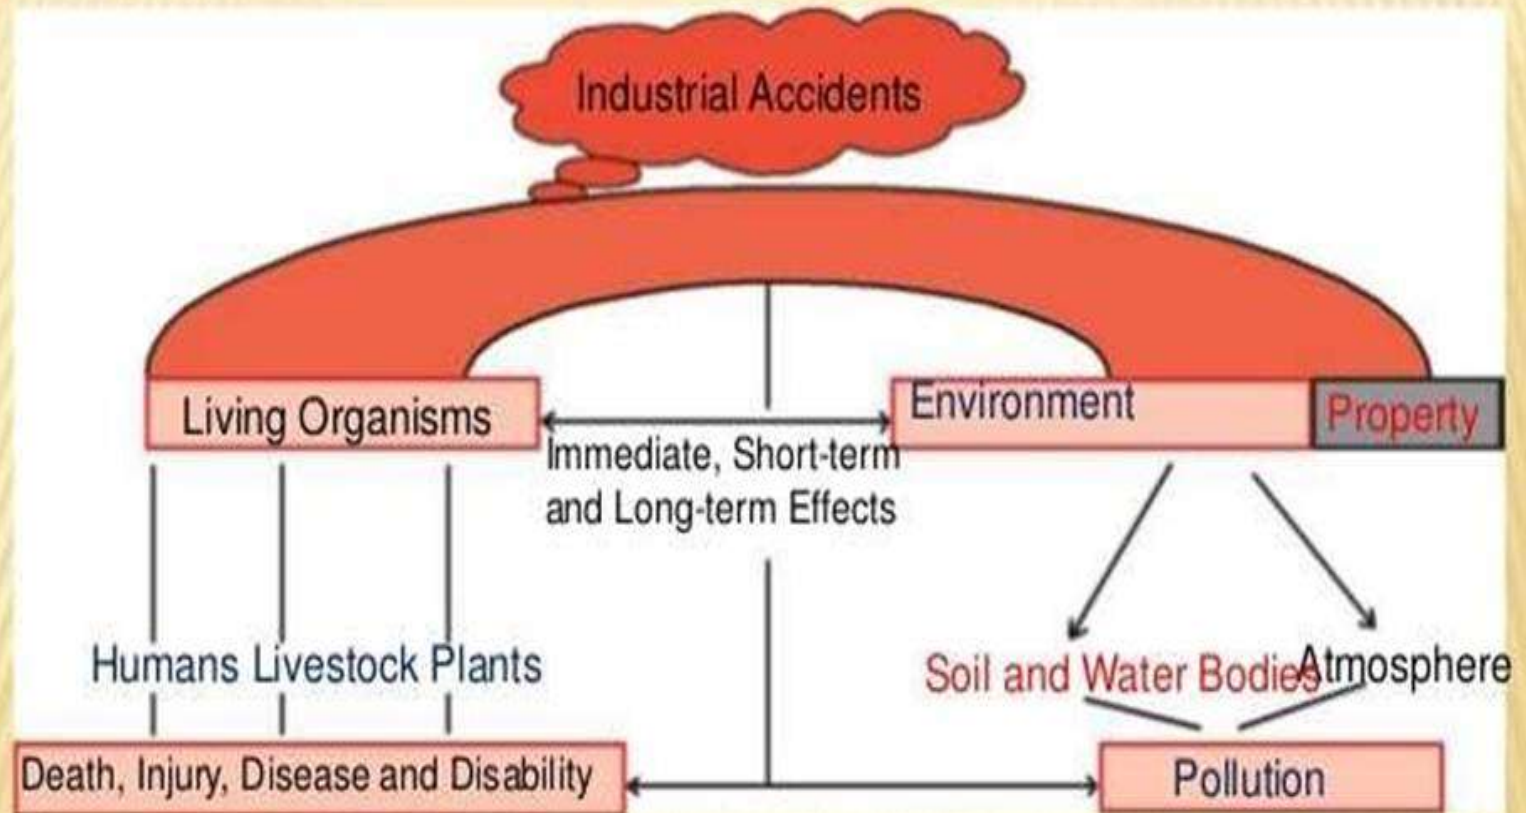 Industrial Accidents
Living Organisms
Environment
Property
Immediate, Short-term
and Long-term Effects
Humans Livestock Plants
Soil and Water Bodies
Atmosphere
Death, Injury, Disease and Disability
Pollution